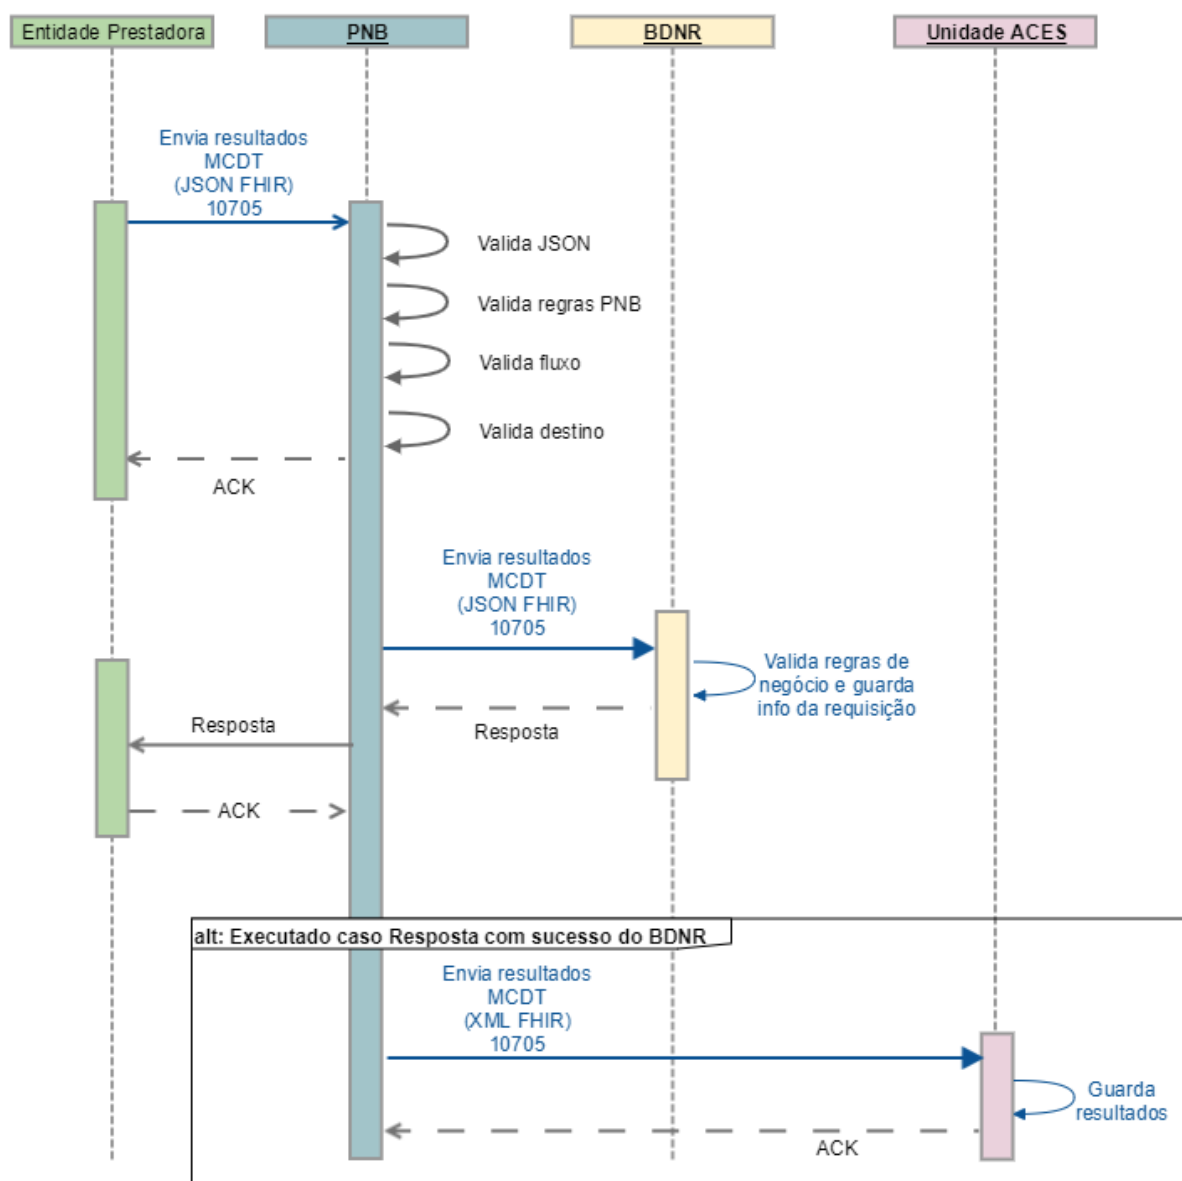 Entidade Prestadora
PNB
BDNR
Unidade ACES
Envia resultados
MCDT
(JSON FHIR)
10705
Valida JSON
Valida regras PNB
Valida fluxo
Valida destino
ACK
Envia resultados
MCDT
(JSON FHIR)
10705
Valida regras de
negócio e guarda
info da requisição
Resposta
Resposta
ACK
alt: Executado caso Resposta com sucesso do BDNR
Envia resultados
MCDT
(XML FHIR)
10705
Guarda
resultados
ACK